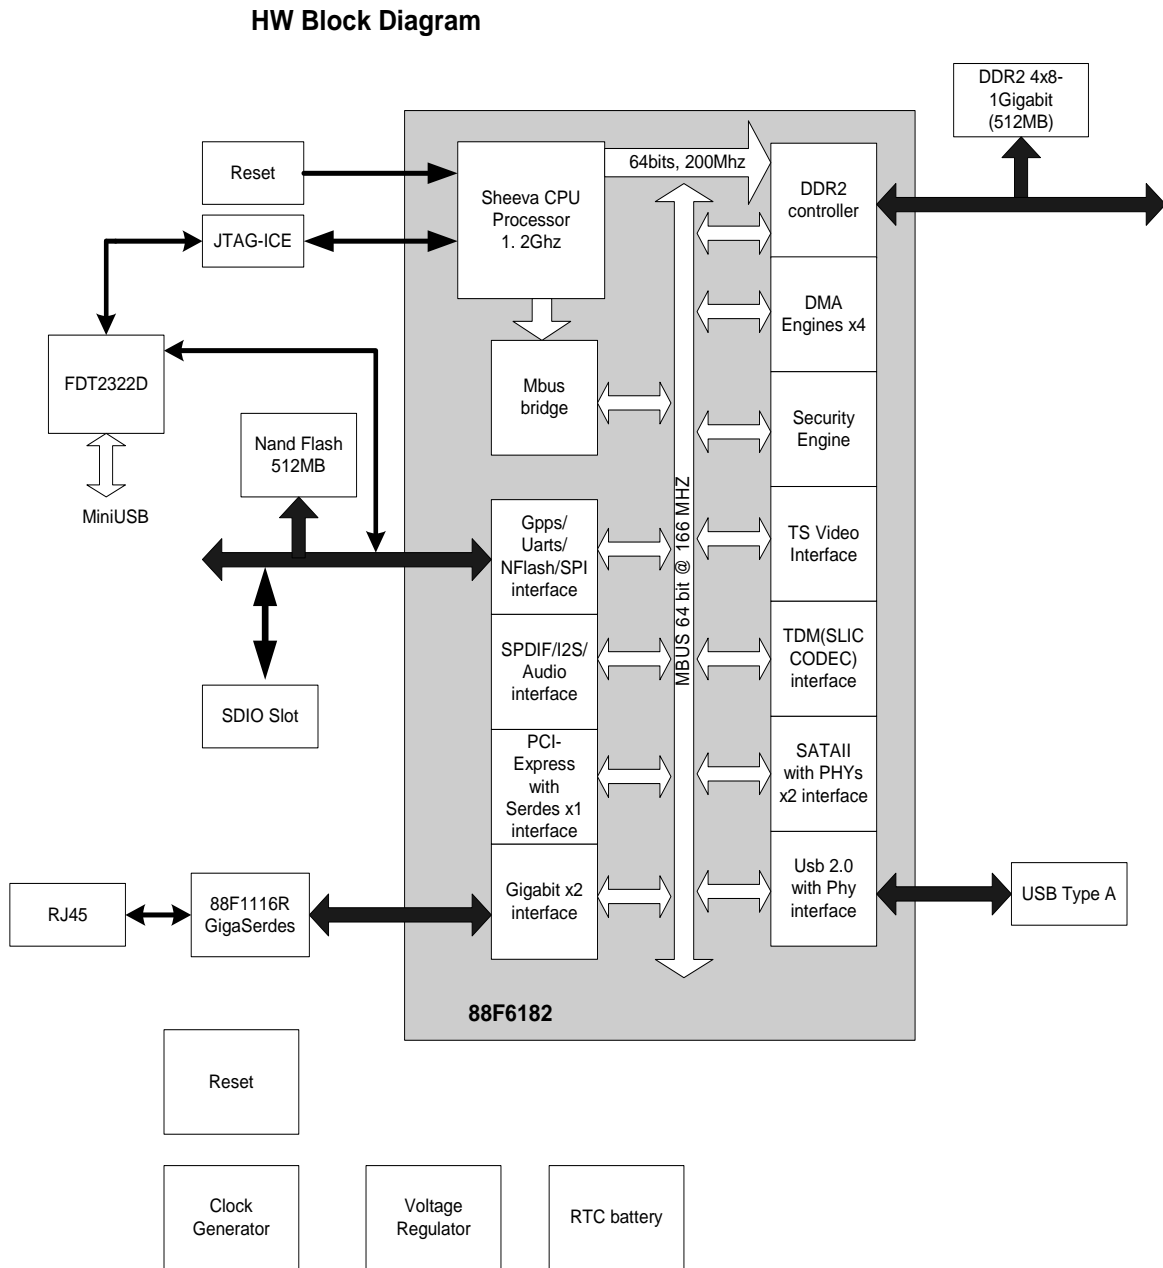 HW Block Diagram
DDR2 4x8-
1Gigabit
(512MB)
Reset
Sheeva CPU
Processor
1. 2Ghz
64bits, 200Mhz
DDR2
controller
JTAG-ICE
DMA
Engines x4
FDT2322D
Mbus
bridge
Security
Engine
Nand Flash
512MB
MiniUSB
Gpps/
Uarts/
NFlash/SPI
interface
MBUS 64 bit @ 166 MHZ
TS Video
Interface
SPDIF/I2S/
Audio
interface
TDM(SLIC
CODEC)
interface
SDIO Slot
PCI-
Express
with
Serdes x1
interface
SATAII
with PHYs
x2 interface
RJ45
88F1116R
GigaSerdes
Gigabit x2
interface
Usb 2.0
with Phy
interface
USB Type A
88F6182
Reset
Clock
Generator
Voltage
Regulator
RTC battery